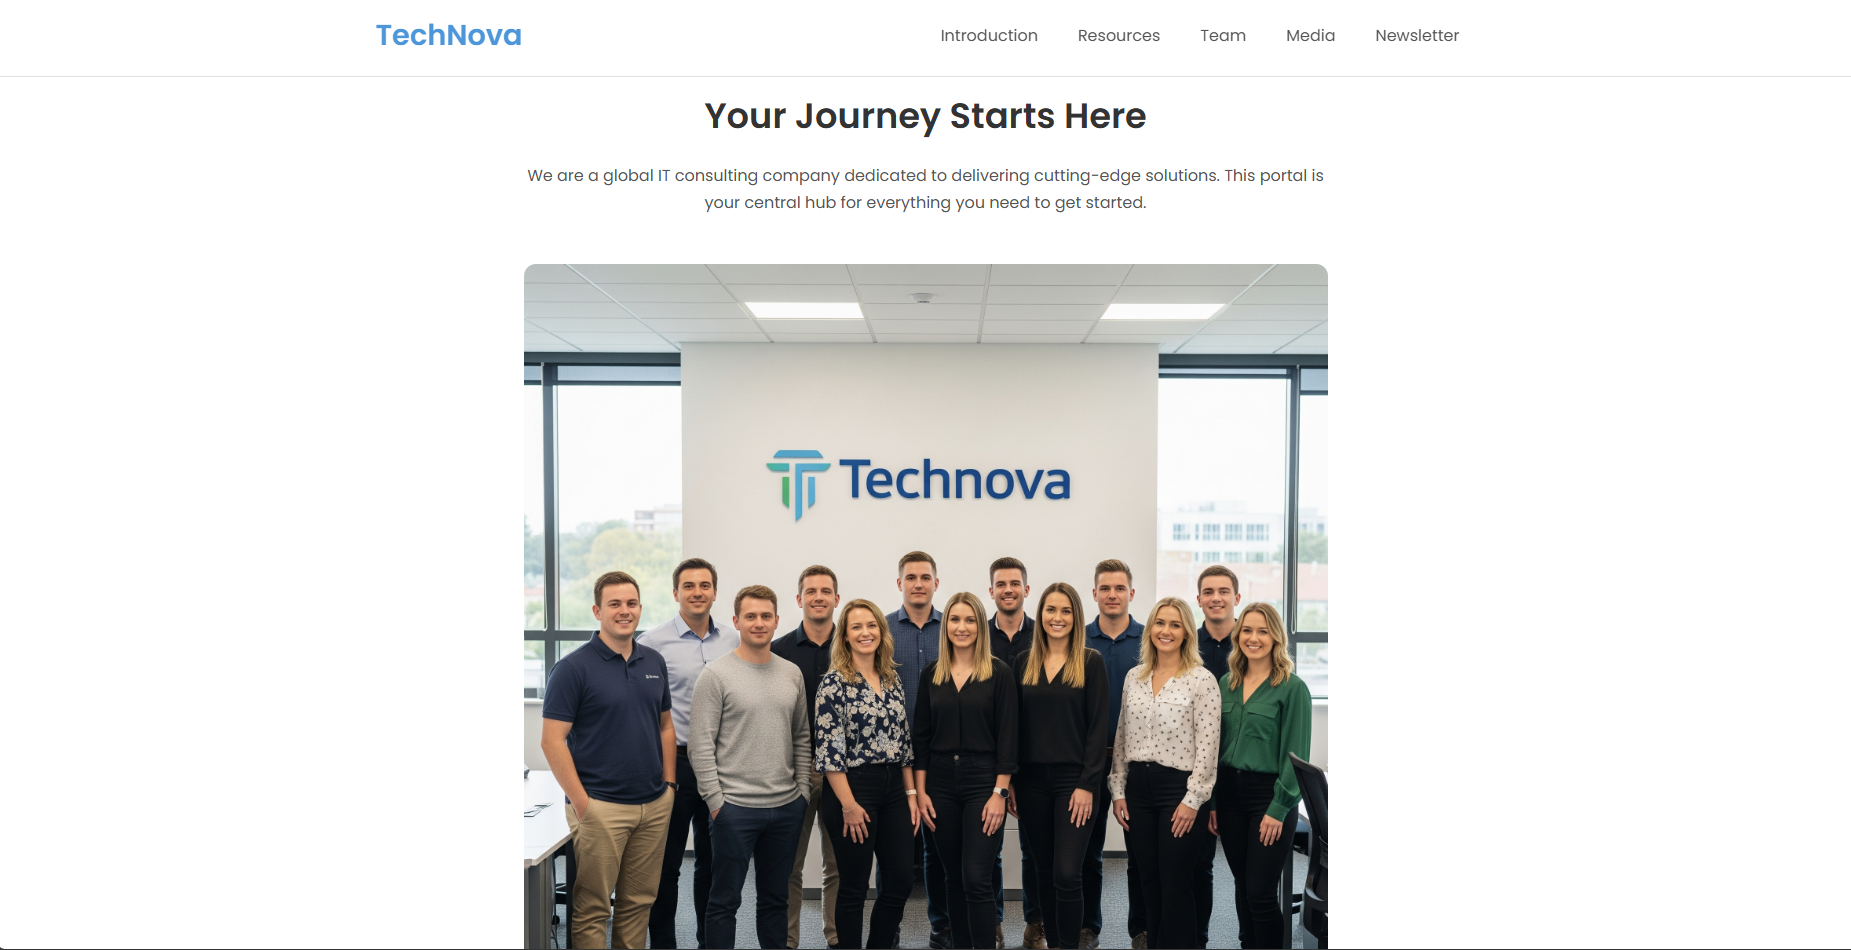 TechNova
Introduction Resources Team Media Newsletter
Your Journey Starts Here
We are a global IT consulting company dedicated to delivering cutting-edge solutions. This portal is
your central hub for everything you need to get started.
Technova